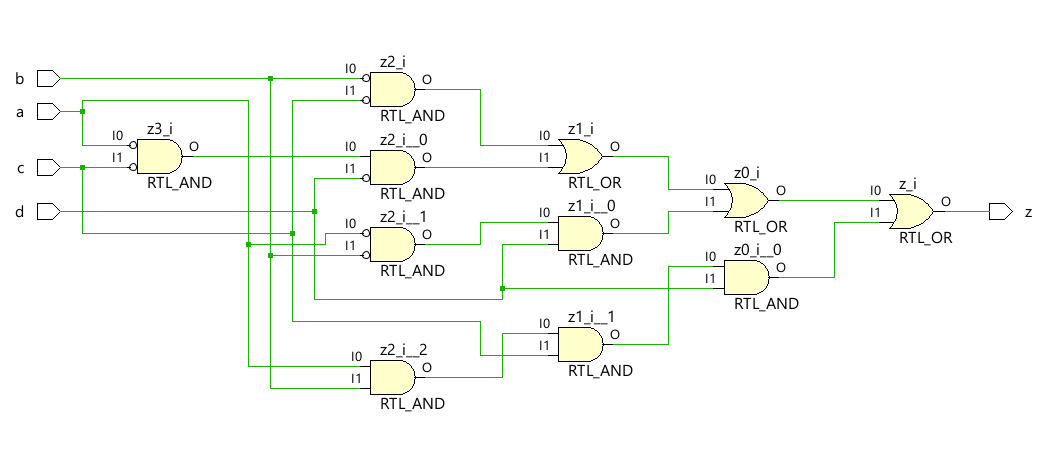 b
a
c
d
z3_i
I0
I1
O
RTL_AND
z2_i
I0
I1
O
RTL_AND
z2_i__0
I0
I1
O
RTL_AND
z2_i__1
I0
I1
O
RTL_AND
z2_i__2
I0
I1
O
RTL_AND
z1_i
I0
I1
O
RTL_OR
z1_i__0
I0
I1
O
RTL_AND
z1_i__1
I0
I1
O
RTL_AND
z0_i
I0
I1
O
RTL_OR
z0_i__0
I0
I1
O
RTL_AND
z_i
I0
I1
O
RTL_OR
z